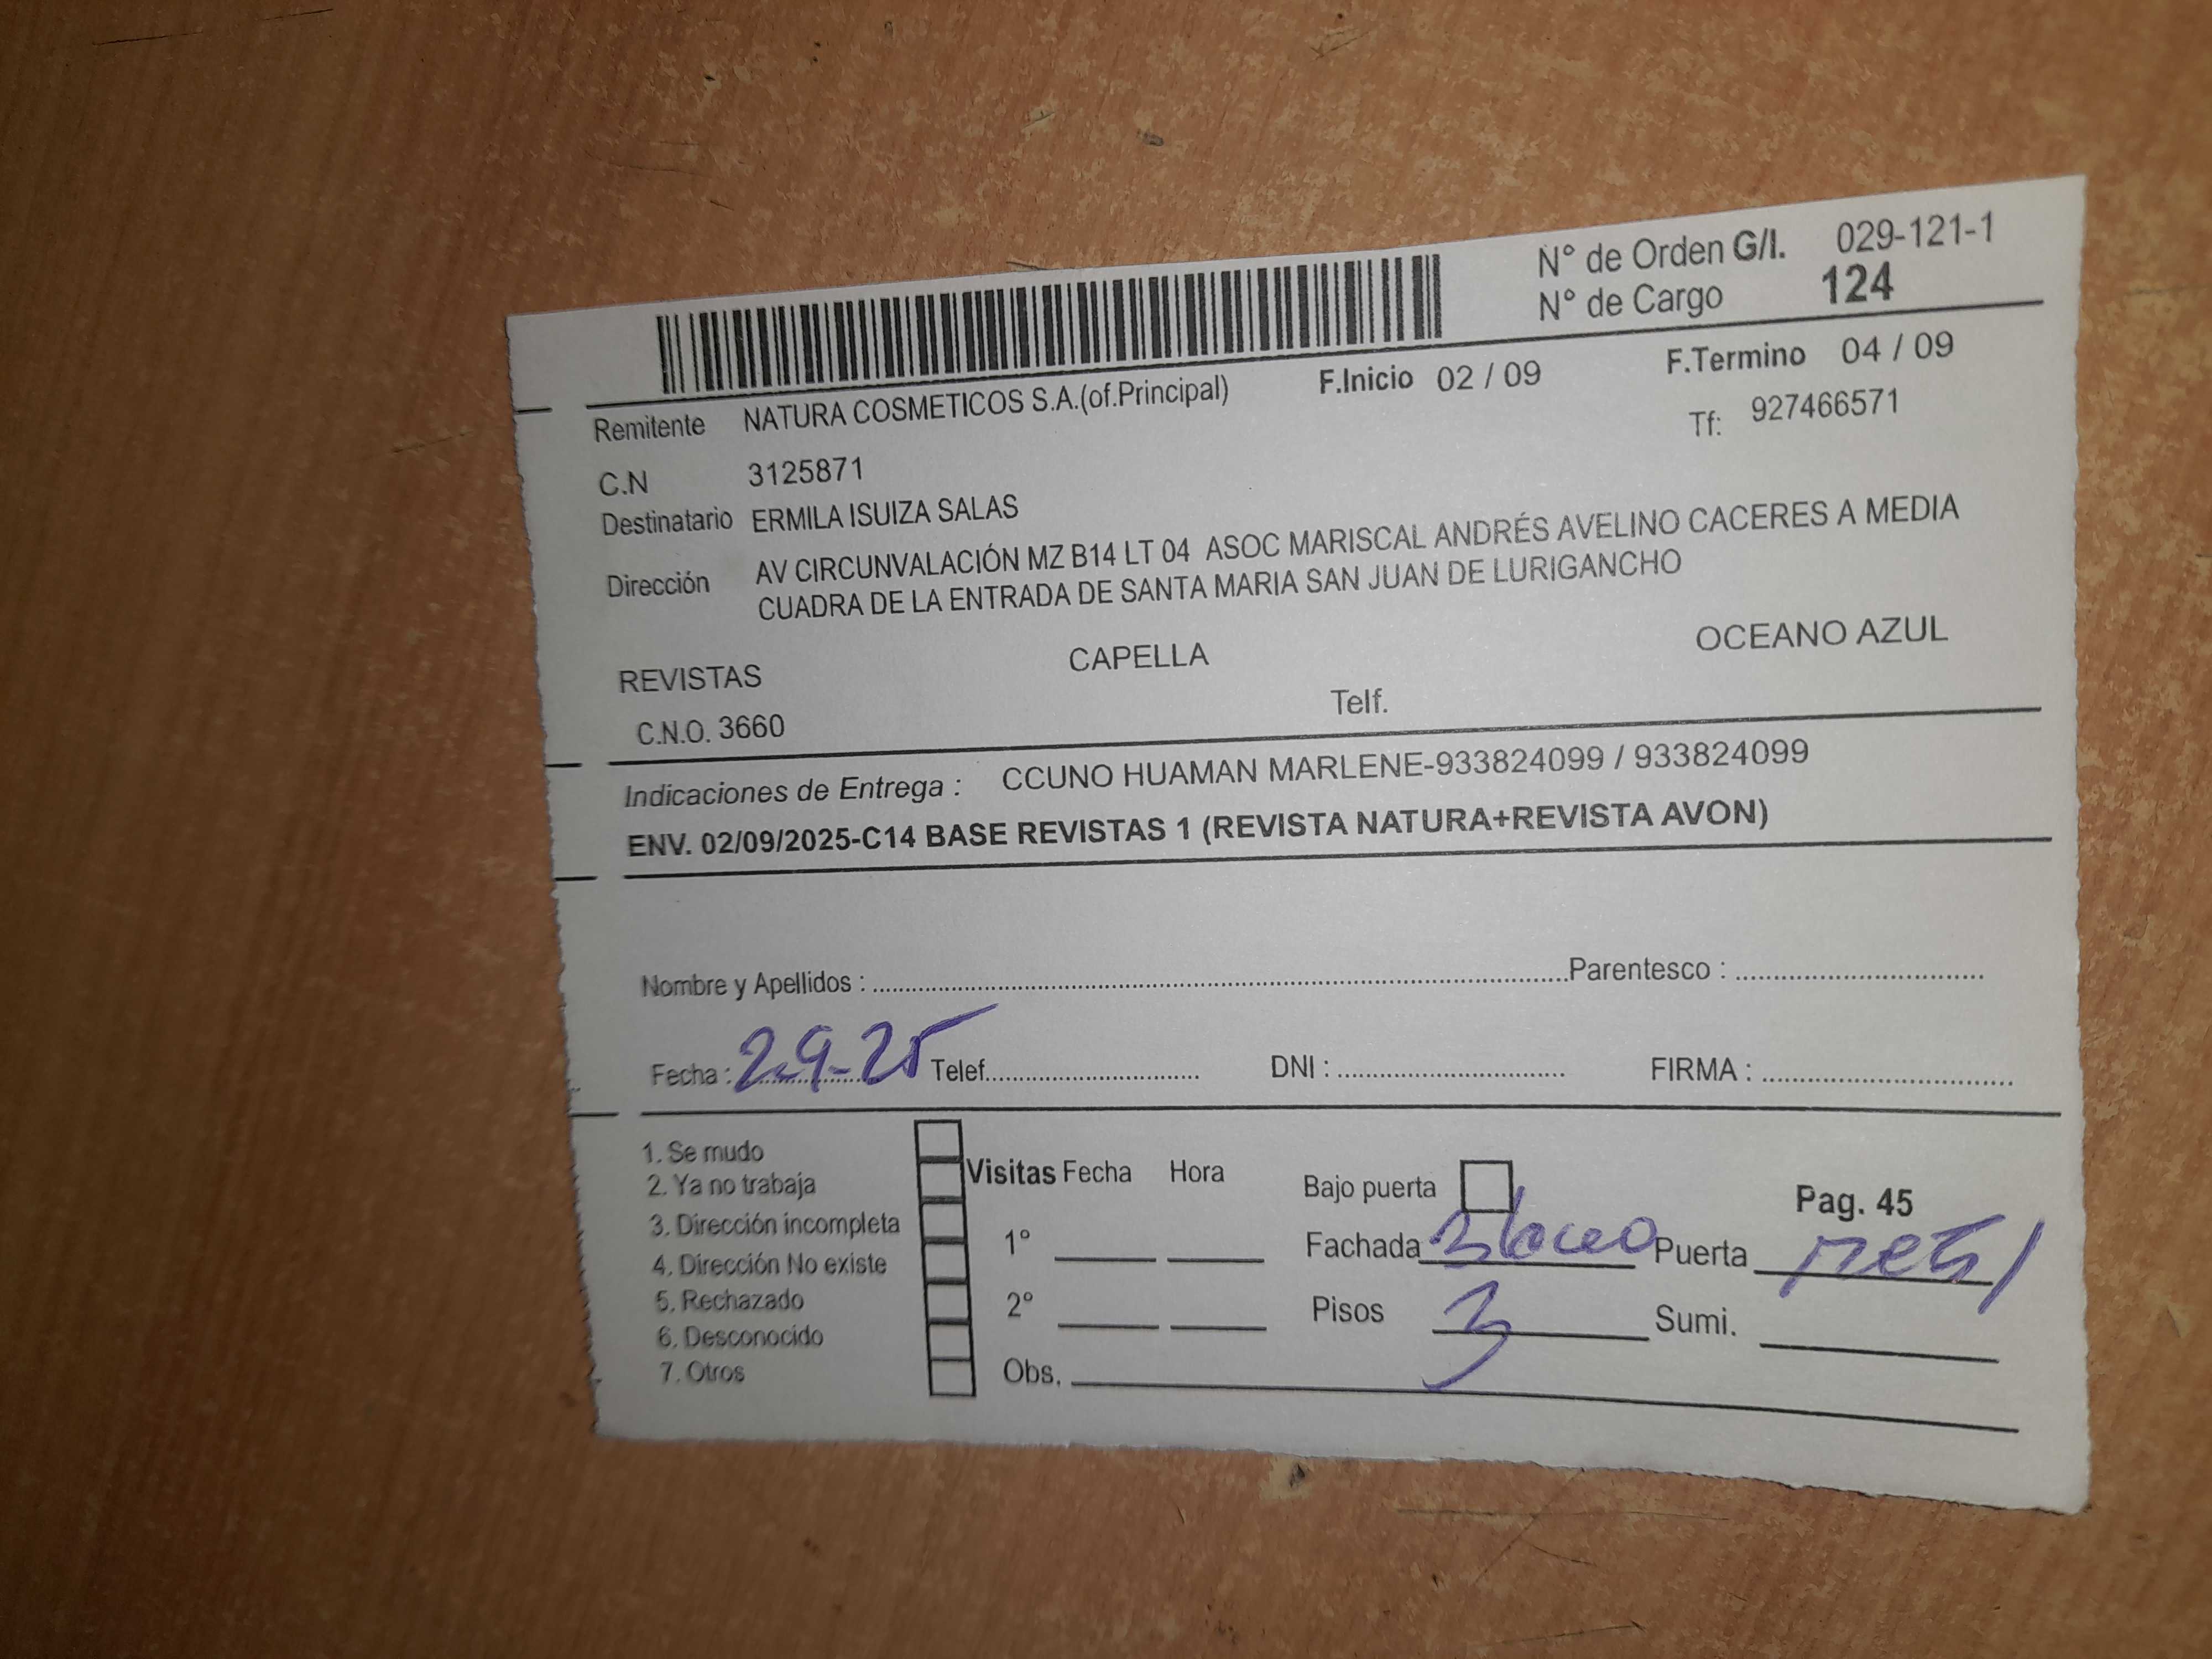 N° de Orden G/I. 029-121-1
N° de Cargo 124
F.Inicio 02 / 09 F.Termino 04 / 09
Remitente NATURA COSMETICOS S.A.(of.Principal) Tf: 927466571
C.N 3125871
Destinatario ERMILA ISUIZA SALAS
Dirección AV CIRCUNVALACIÓN MZ B14 LT 04 ASOC MARISCAL ANDRÉS AVELINO CACERES A MEDIA
CUADRA DE LA ENTRADA DE SANTA MARIA SAN JUAN DE LURIGANCHO
REVISTAS CAPELLA OCEANO AZUL
C.N.O. 3660 Telf.
Indicaciones de Entrega : CCUNO HUAMAN MARLENE-933824099 / 933824099
ENV. 02/09/2025-C14 BASE REVISTAS 1 (REVISTA NATURA+REVISTA AVON)
Nombre y Apellidos : Parentesco :
Fecha : 2-9-25 Telef. DNI : FIRMA :
1. Se mudo
2. Ya no trabaja
3. Dirección incompleta
4. Dirección No existe
5. Rechazado
6. Desconocido
7. Otros
Visitas Fecha Hora
1°
2°
Obs.
Bajo puerta Pag. 45
Fachada Blanco Puerta metal
Pisos 3 Sumi.